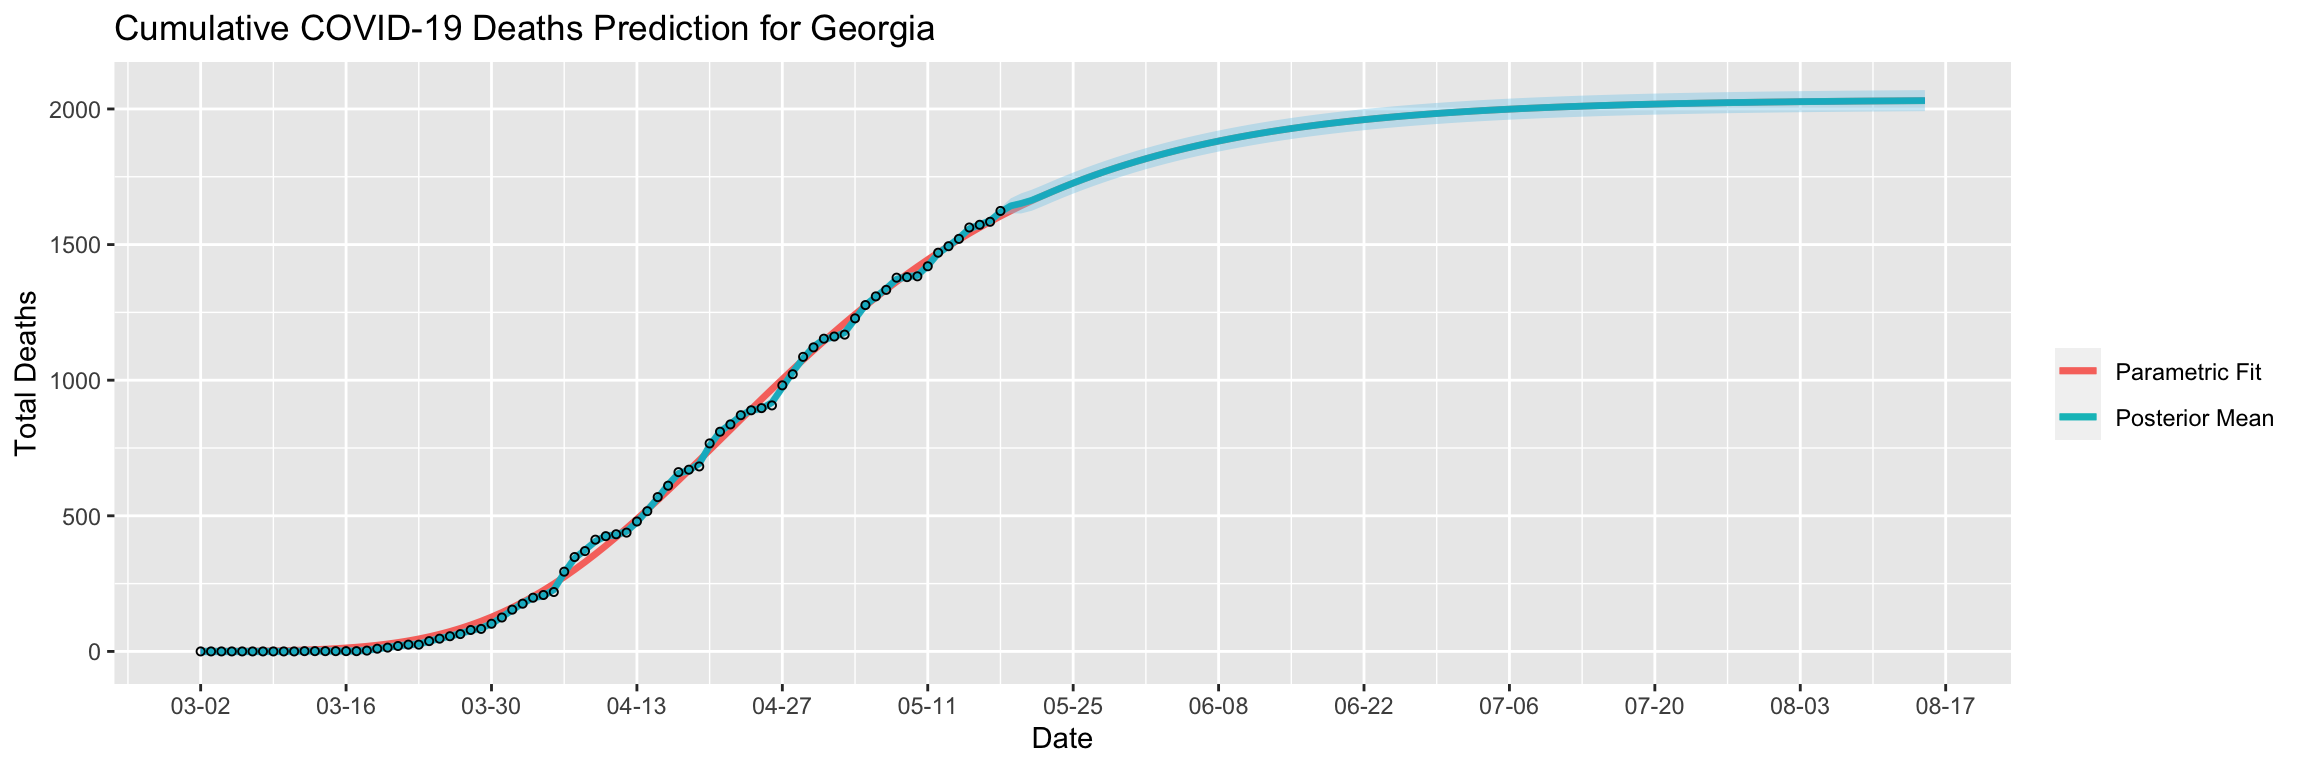 Cumulative COVID-19 Deaths Prediction for Georgia
Total Deaths
2000
1500
1000
500
0
03-02 03-16 03-30 04-13 04-27 05-11 05-25 06-08 06-22 07-06 07-20 08-03 08-17
Date
Parametric Fit
Posterior Mean